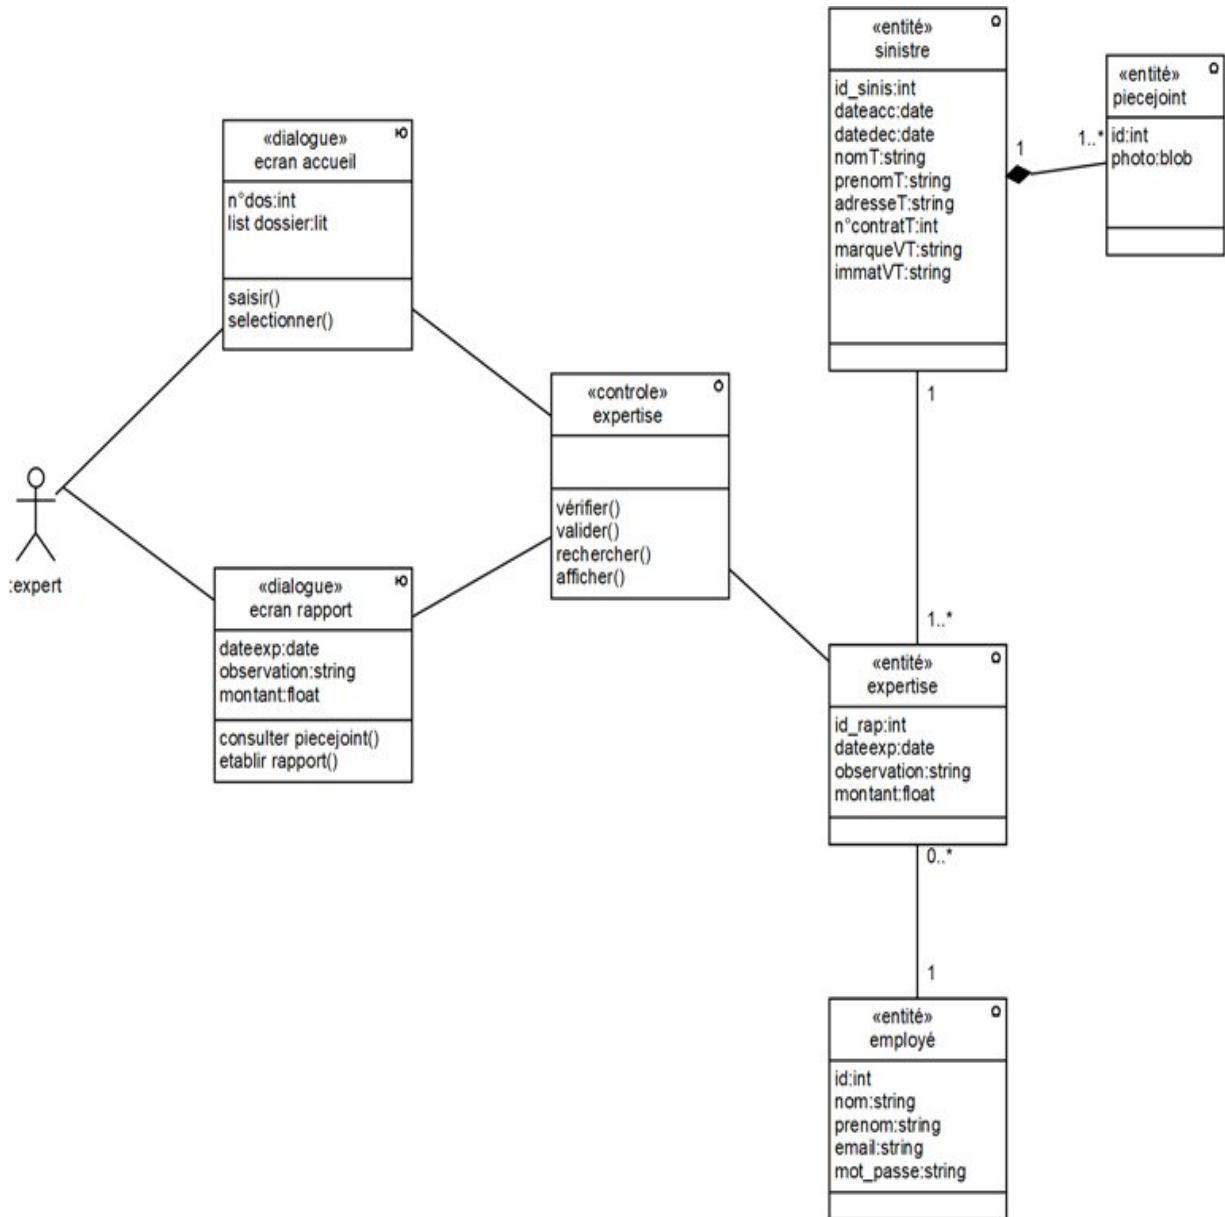 «entité»
sinistre
id_sinis:int
dateacc:date
datedec:date
nomT:string
prenomT:string
adresseT:string
n°contratT:int
marqueVT:string
immatVT:string
1
1..*
«entité»
piecejoint
id:int
photo:blob
«dialogue»
ecran accueil
n°dos:int
list dossier:lit
saisir()
selectionner()
«controle»
expertise
vérifier()
valider()
rechercher()
afficher()
:expert
«dialogue»
ecran rapport
dateexp:date
observation:string
montant:float
consulter piecejoint()
etablir rapport()
1
1..*
«entité»
expertise
id_rap:int
dateexp:date
observation:string
montant:float
0..*
1
«entité»
employé
id:int
nom:string
prenom:string
email:string
mot_passe:string